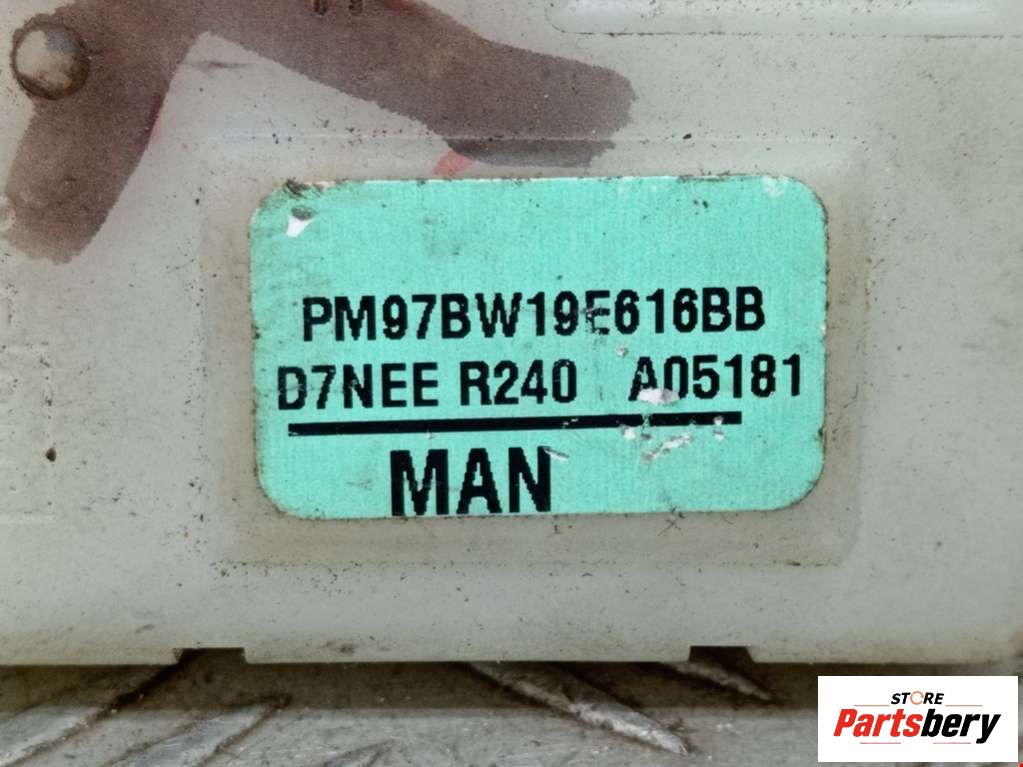 PM97BW19E616BB
D7NEE R240 A05181
MAN
STORE
Partsbery